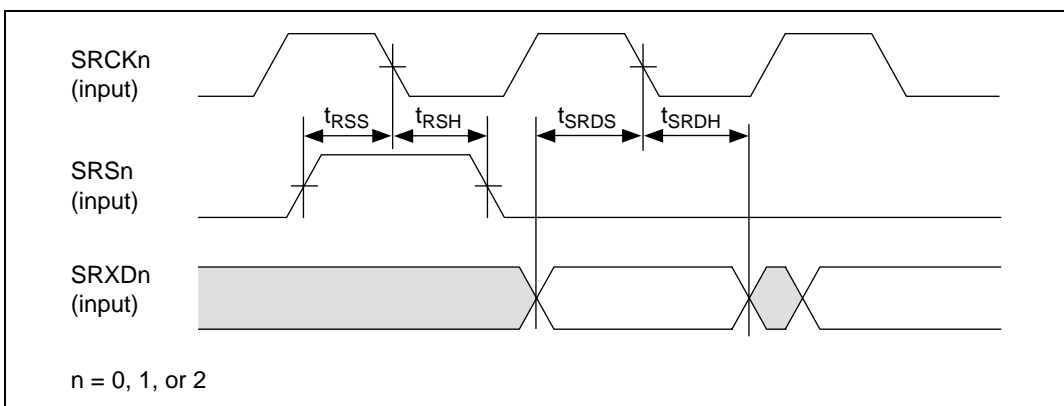 SRCKn
(input)
tRSS tRSH tSRDS tSRDH
SRSn
(input)
SRXDn
(input)
n = 0, 1, or 2